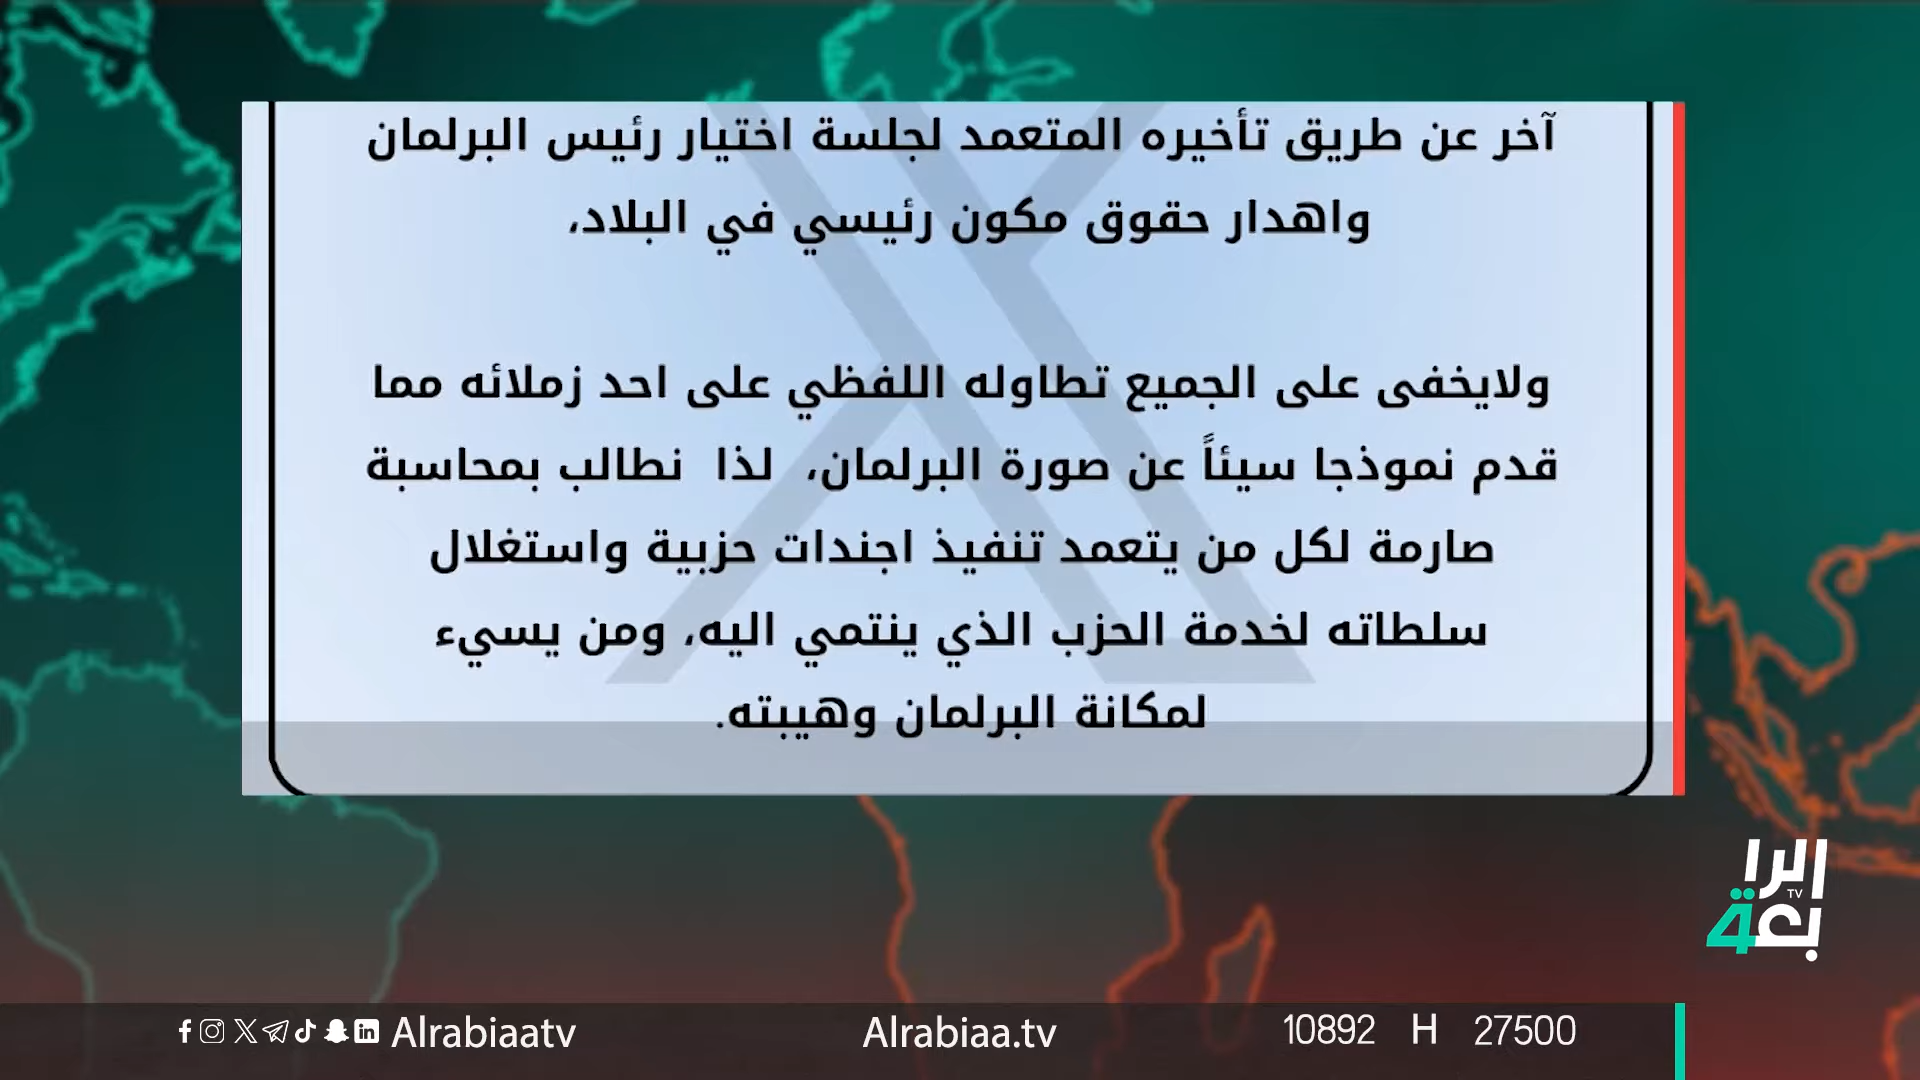 آخر عن طريق تأخيره المتعمد لجلسة اختيار رئيس البرلمان
واهدار حقوق مكون رئيسي في البلاد،
ولايخفى على الجميع تطاوله اللفظي على احد زملائه مما
قدم نموذجا سيئاً عن صورة البرلمان، لذا نطالب بمحاسبة
صارمة لكل من يتعمد تنفيذ اجندات حزبية واستغلال
سلطاته لخدمة الحزب الذي ينتمي اليه، ومن يسيء
لمكانة البرلمان وهيبته.
الرا
TV
بعة
4
Alrabiaatv
Alrabiaa.tv
10892 H 27500